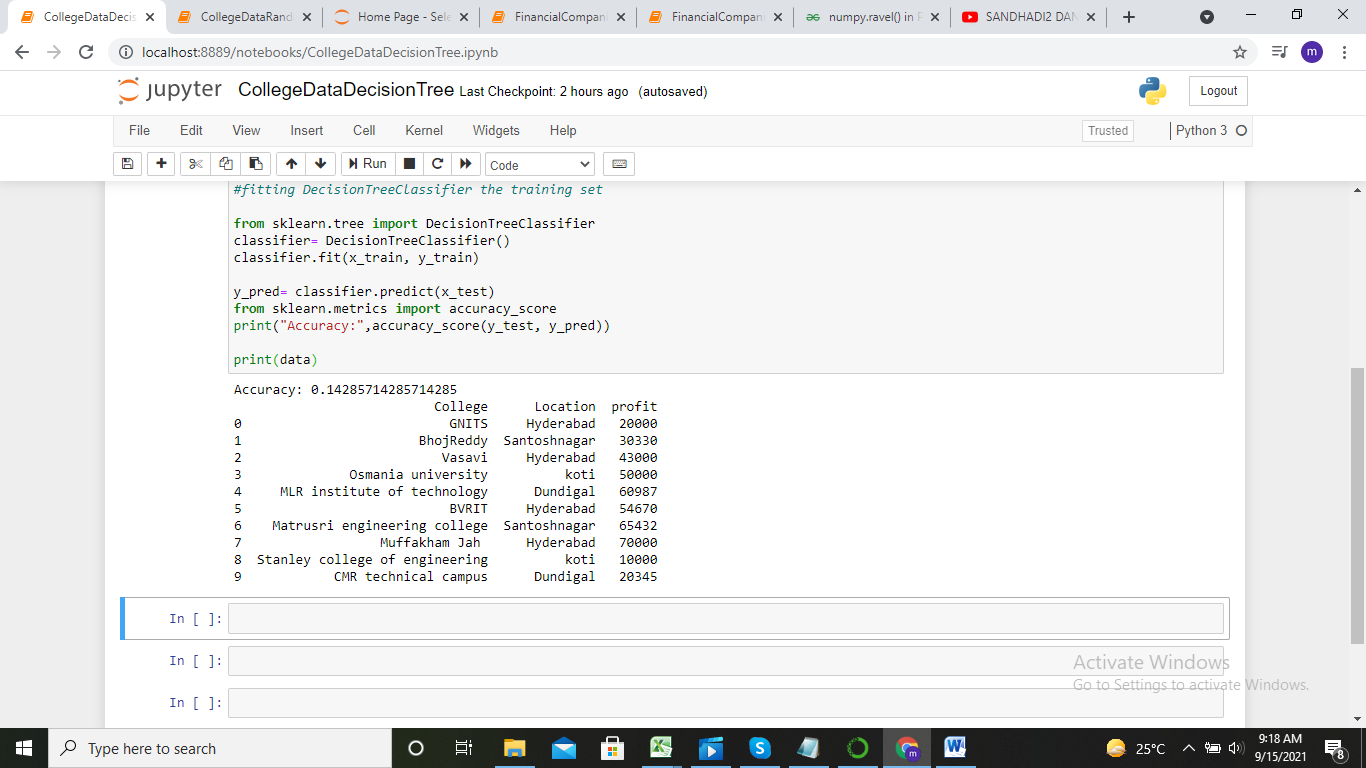 CollegeDataDecis
CollegeDataRand
Home Page - Sele
FinancialCompani
FinancialCompani
numpy.ravel() in P
SANDHADI2 DAN
localhost:8889/notebooks/CollegeDataDecisionTree.ipynb
m
jupyter CollegeDataDecisionTree Last Checkpoint: 2 hours ago (autosaved)
Logout
File Edit View Insert Cell Kernel Widgets Help
Trusted
Python 3
Run
Code
#fitting DecisionTreeClassifier the training set
from sklearn.tree import DecisionTreeClassifier
classifier= DecisionTreeClassifier()
classifier.fit(x_train, y_train)
y_pred= classifier.predict(x_test)
from sklearn.metrics import accuracy_score
print("Accuracy:",accuracy_score(y_test, y_pred))
print(data)
Accuracy: 0.14285714285714285
College Location profit
0 GNITS Hyderabad 20000
1 BhojReddy Santoshnagar 30330
2 Vasavi Hyderabad 43000
3 Osmania university koti 50000
4 MLR institute of technology Dundigal 60987
5 BVRIT Hyderabad 54670
6 Matrusri engineering college Santoshnagar 65432
7 Muffakham Jah Hyderabad 70000
8 Stanley college of engineering koti 10000
9 CMR technical campus Dundigal 20345
In [ ]:
In [ ]:
In [ ]:
Activate Windows
Go to Settings to activate Windows.
Type here to search
25°C
9:18 AM
9/15/2021
8